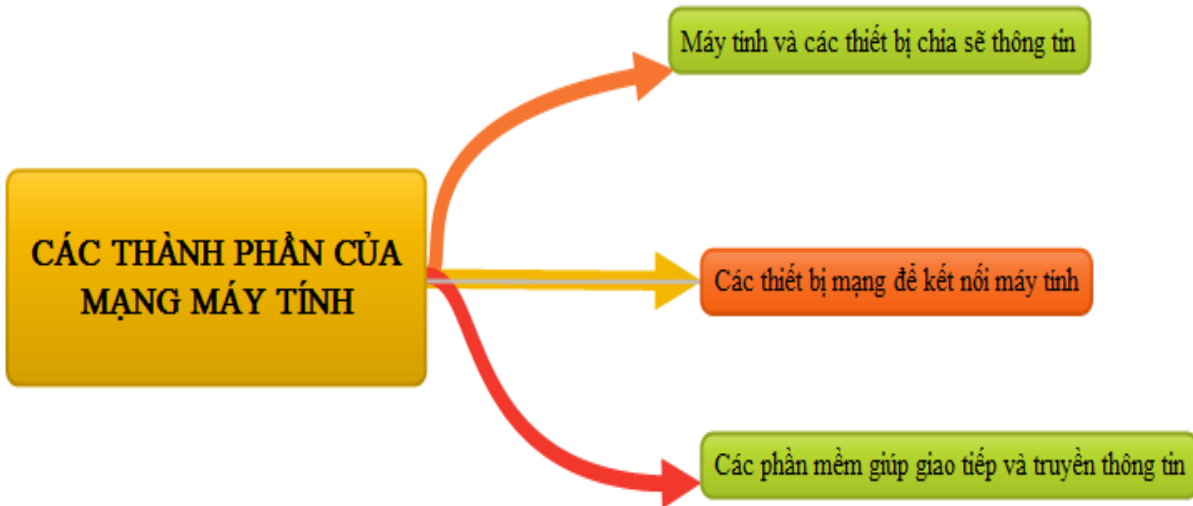 Máy tính và các thiết bị chia sẽ thông tin
CÁC THÀNH PHẦN CỦA
MẠNG MÁY TÍNH
Các thiết bị mạng để kết nối máy tính
Các phần mềm giúp giao tiếp và truyền thông tin